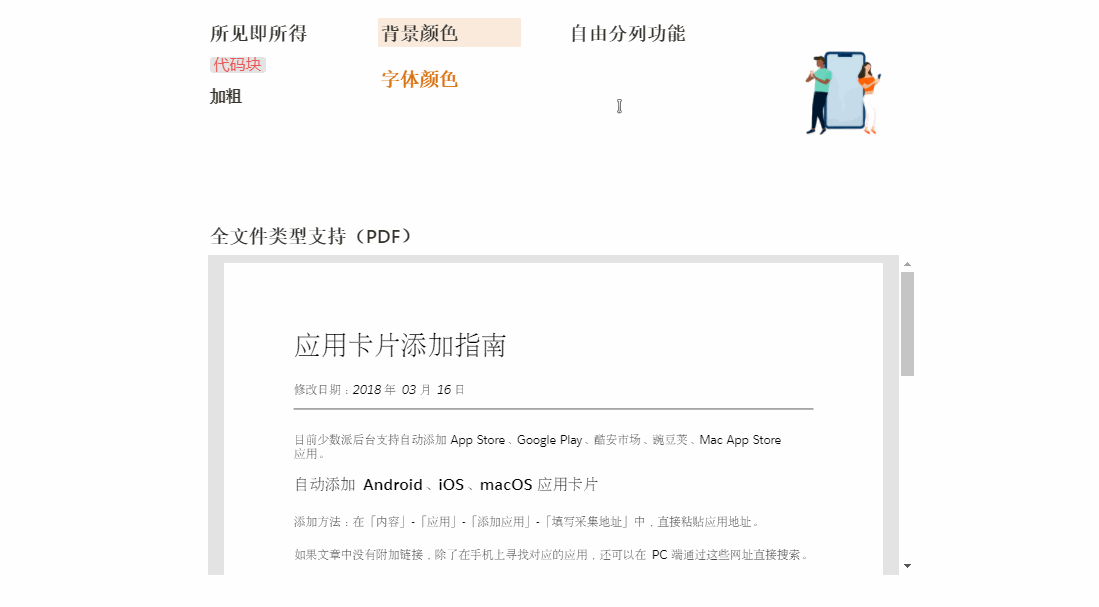 所见即所得
代码块
加粗
背景颜色
字体颜色
自由分列功能
全文件类型支持（PDF）
应用卡片添加指南
修改日期：2018 年 03 月 16 日
目前少数派后台支持自动添加 App Store、Google Play、酷安市场、豌豆荚、Mac App Store
应用。
自动添加 Android、iOS、macOS 应用卡片
添加方法：在「内容」-「应用」-「添加应用」-「填写采集地址」中，直接粘贴应用地址。
如果文章中没有附加链接，除了在手机上寻找对应的应用，还可以在 PC 端通过这些网址直接搜索。